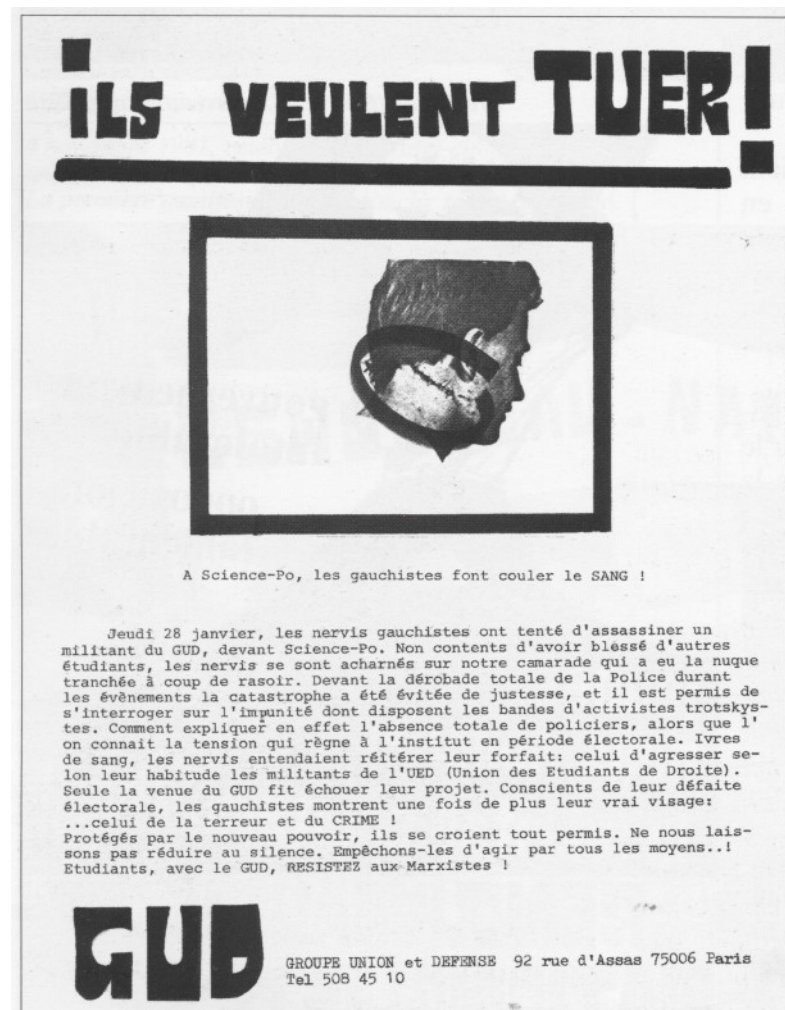 iLS VEULENT TUER!
A Science-Po, les gauchistes font couler le SANG !
Jeudi 28 janvier, les nervis gauchistes ont tenté d'assassiner un
militant du GUD, devant Science-Po. Non contents d'avoir blessé d'autres
étudiants, les nervis se sont acharnés sur notre camarade qui a eu la nuque
tranchée à coup de rasoir. Devant la dérobade totale de la Police durant
les évènements la catastrophe a été évitée de justesse, et il est permis de
s'interroger sur l'impunité dont disposent les bandes d'activistes trotskys-
tes. Comment expliquer en effet l'absence totale de policiers, alors que l'
on connait la tension qui règne à l'institut en période électorale. Ivres
de sang, les nervis entendaient réitérer leur forfait: celui d'agresser se-
lon leur habitude les militants de l'UED (Union des Etudiants de Droite).
Seule la venue du GUD fit échouer leur projet. Conscients de leur défaite
électorale, les gauchistes montrent une fois de plus leur vrai visage:
...celui de la terreur et du CRIME !
Protégés par le nouveau pouvoir, ils se croient tout permis. Ne nous lais-
sons pas réduire au silence. Empêchons-les d'agir par tous les moyens..!
Etudiants, avec le GUD, RESISTEZ aux Marxistes !
GUD
GROUPE UNION et DEFENSE 92 rue d'Assas 75006 Paris
Tel 508 45 10